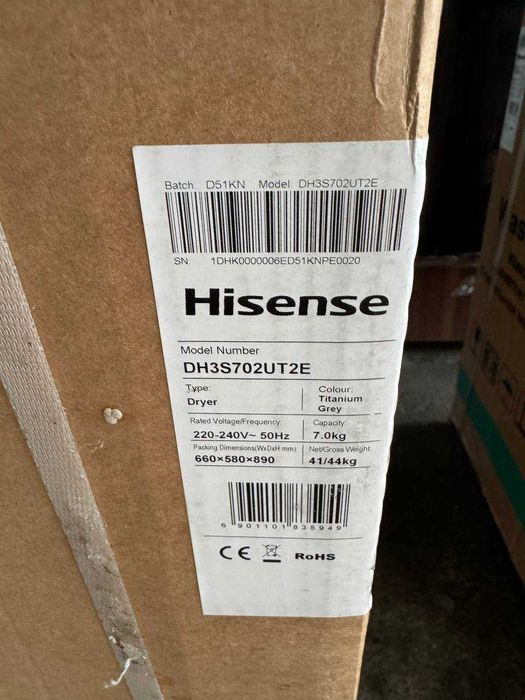 Batch: D51KN Model: DH3S702UT2E
SN: 1DHK0000006ED51KNPE0020
Hisense
Model Number
DH3S702UT2E
Type:
Dryer
Colour:
Titanium
Grey
Rated Voltage/Frequency:
220-240V~ 50Hz
Capacity:
7.0kg
Packing Dimensions(WxDxH:mm):
660×580×890
Net/Gross Weight
41/44kg
6 901101 835949
CE RoHS